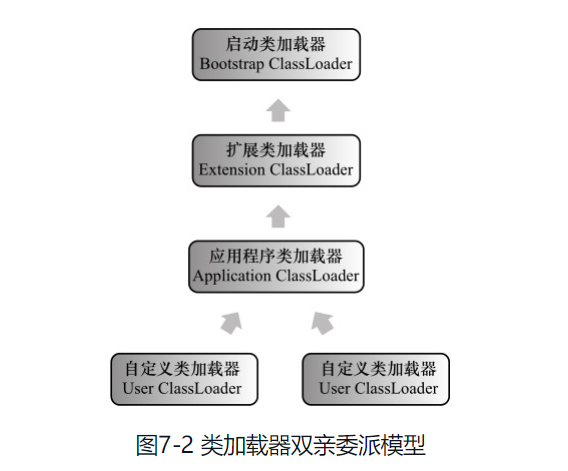 启动类加载器
Bootstrap ClassLoader
扩展类加载器
Extension ClassLoader
应用程序类加载器
Application ClassLoader
自定义类加载器
User ClassLoader
自定义类加载器
User ClassLoader
图7-2 类加载器双亲委派模型